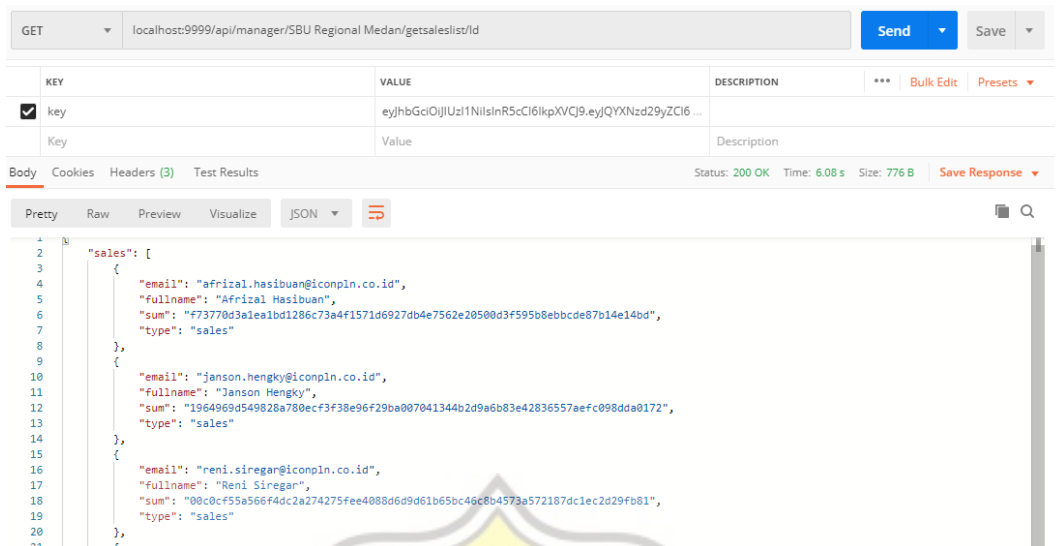 GET localhost:9999/api/manager/SBU Regional Medan/getsaleslist/Id Send Save
KEY VALUE DESCRIPTION ••• Bulk Edit Presets
key eyJhbGciOiJIUzI1NiIsInR5cCI6IkpXVCJ9.eyJQYXNzd29yZCI6 ...
Key Value Description
Body Cookies Headers (3) Test Results Status: 200 OK Time: 6.08 s Size: 776 B Save Response
Pretty Raw Preview Visualize JSON
1 {
2 "sales": [
3 {
4 "email": "afrizal.hasibuan@iconpln.co.id",
5 "fullname": "Afrizal Hasibuan",
6 "sum": "f73770d3a1ea1bd1286c73a4f1571d6927db4e7562e20500d3f595b8ebbcde87b14e14bd",
7 "type": "sales"
8 },
9 {
10 "email": "janson.hengky@iconpln.co.id",
11 "fullname": "Janson Hengky",
12 "sum": "1964969d549828a780ecf3f38e96f29ba007041344b2d9a6b83e42836557aefc098dda0172",
13 "type": "sales"
14 },
15 {
16 "email": "reni.siregar@iconpln.co.id",
17 "fullname": "Reni Siregar",
18 "sum": "00c0cf55a566f4dc2a274275fee4088d6d9d61b65bc46c8b4573a572187dc1ec2d29fb81",
19 "type": "sales"
20 },